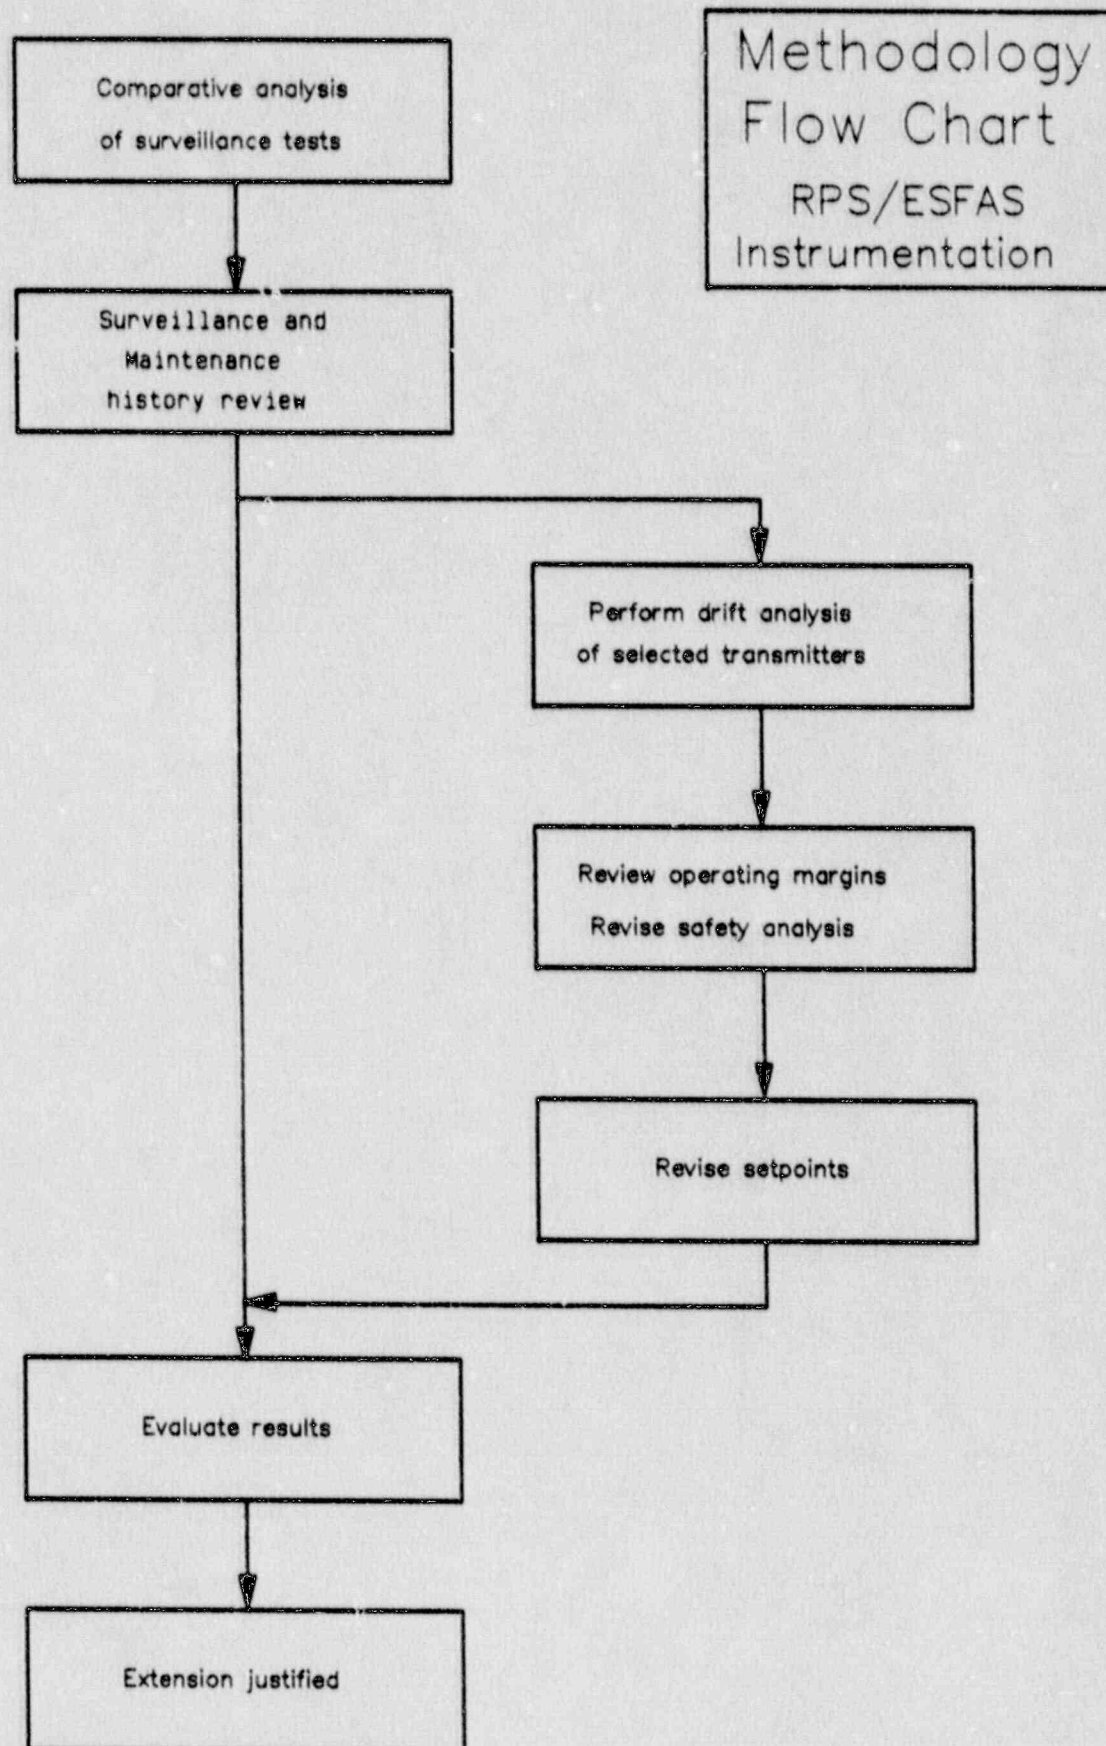 Methodology
Flow Chart
RPS/ESFAS
Instrumentation
Comparative analysis
of surveillance tests
Surveillance and
Maintenance
history review
Perform drift analysis
of selected transmitters
Review operating margins
Revise safety analysis
Revise setpoints
Evaluate results
Extension justified